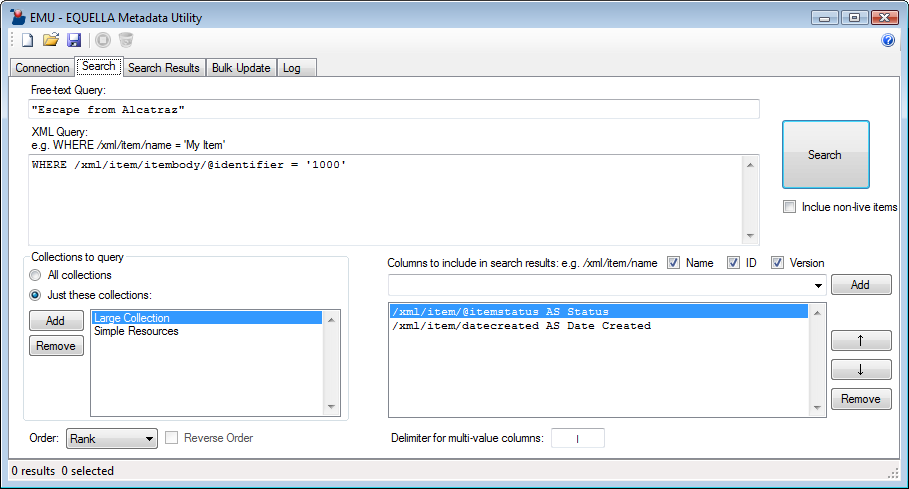 EMU - EQUELLA Metadata Utility
Connection Search Search Results Bulk Update Log
Free-text Query:
"Escape from Alcatraz"
XML Query:
e.g. WHERE /xml/item/name = 'My Item'
WHERE /xml/item/itembody/@identifier = '1000'
Search
Inclue non-live items
Collections to query
All collections
Just these collections:
Add
Remove
Large Collection
Simple Resources
Columns to include in search results: e.g. /xml/item/name Name ID Version
Add
/xml/item/@itemstatus AS Status
/xml/item/datecreated AS Date Created
↑
↓
Remove
Order: Rank Reverse Order
Delimiter for multi-value columns: |
0 results 0 selected